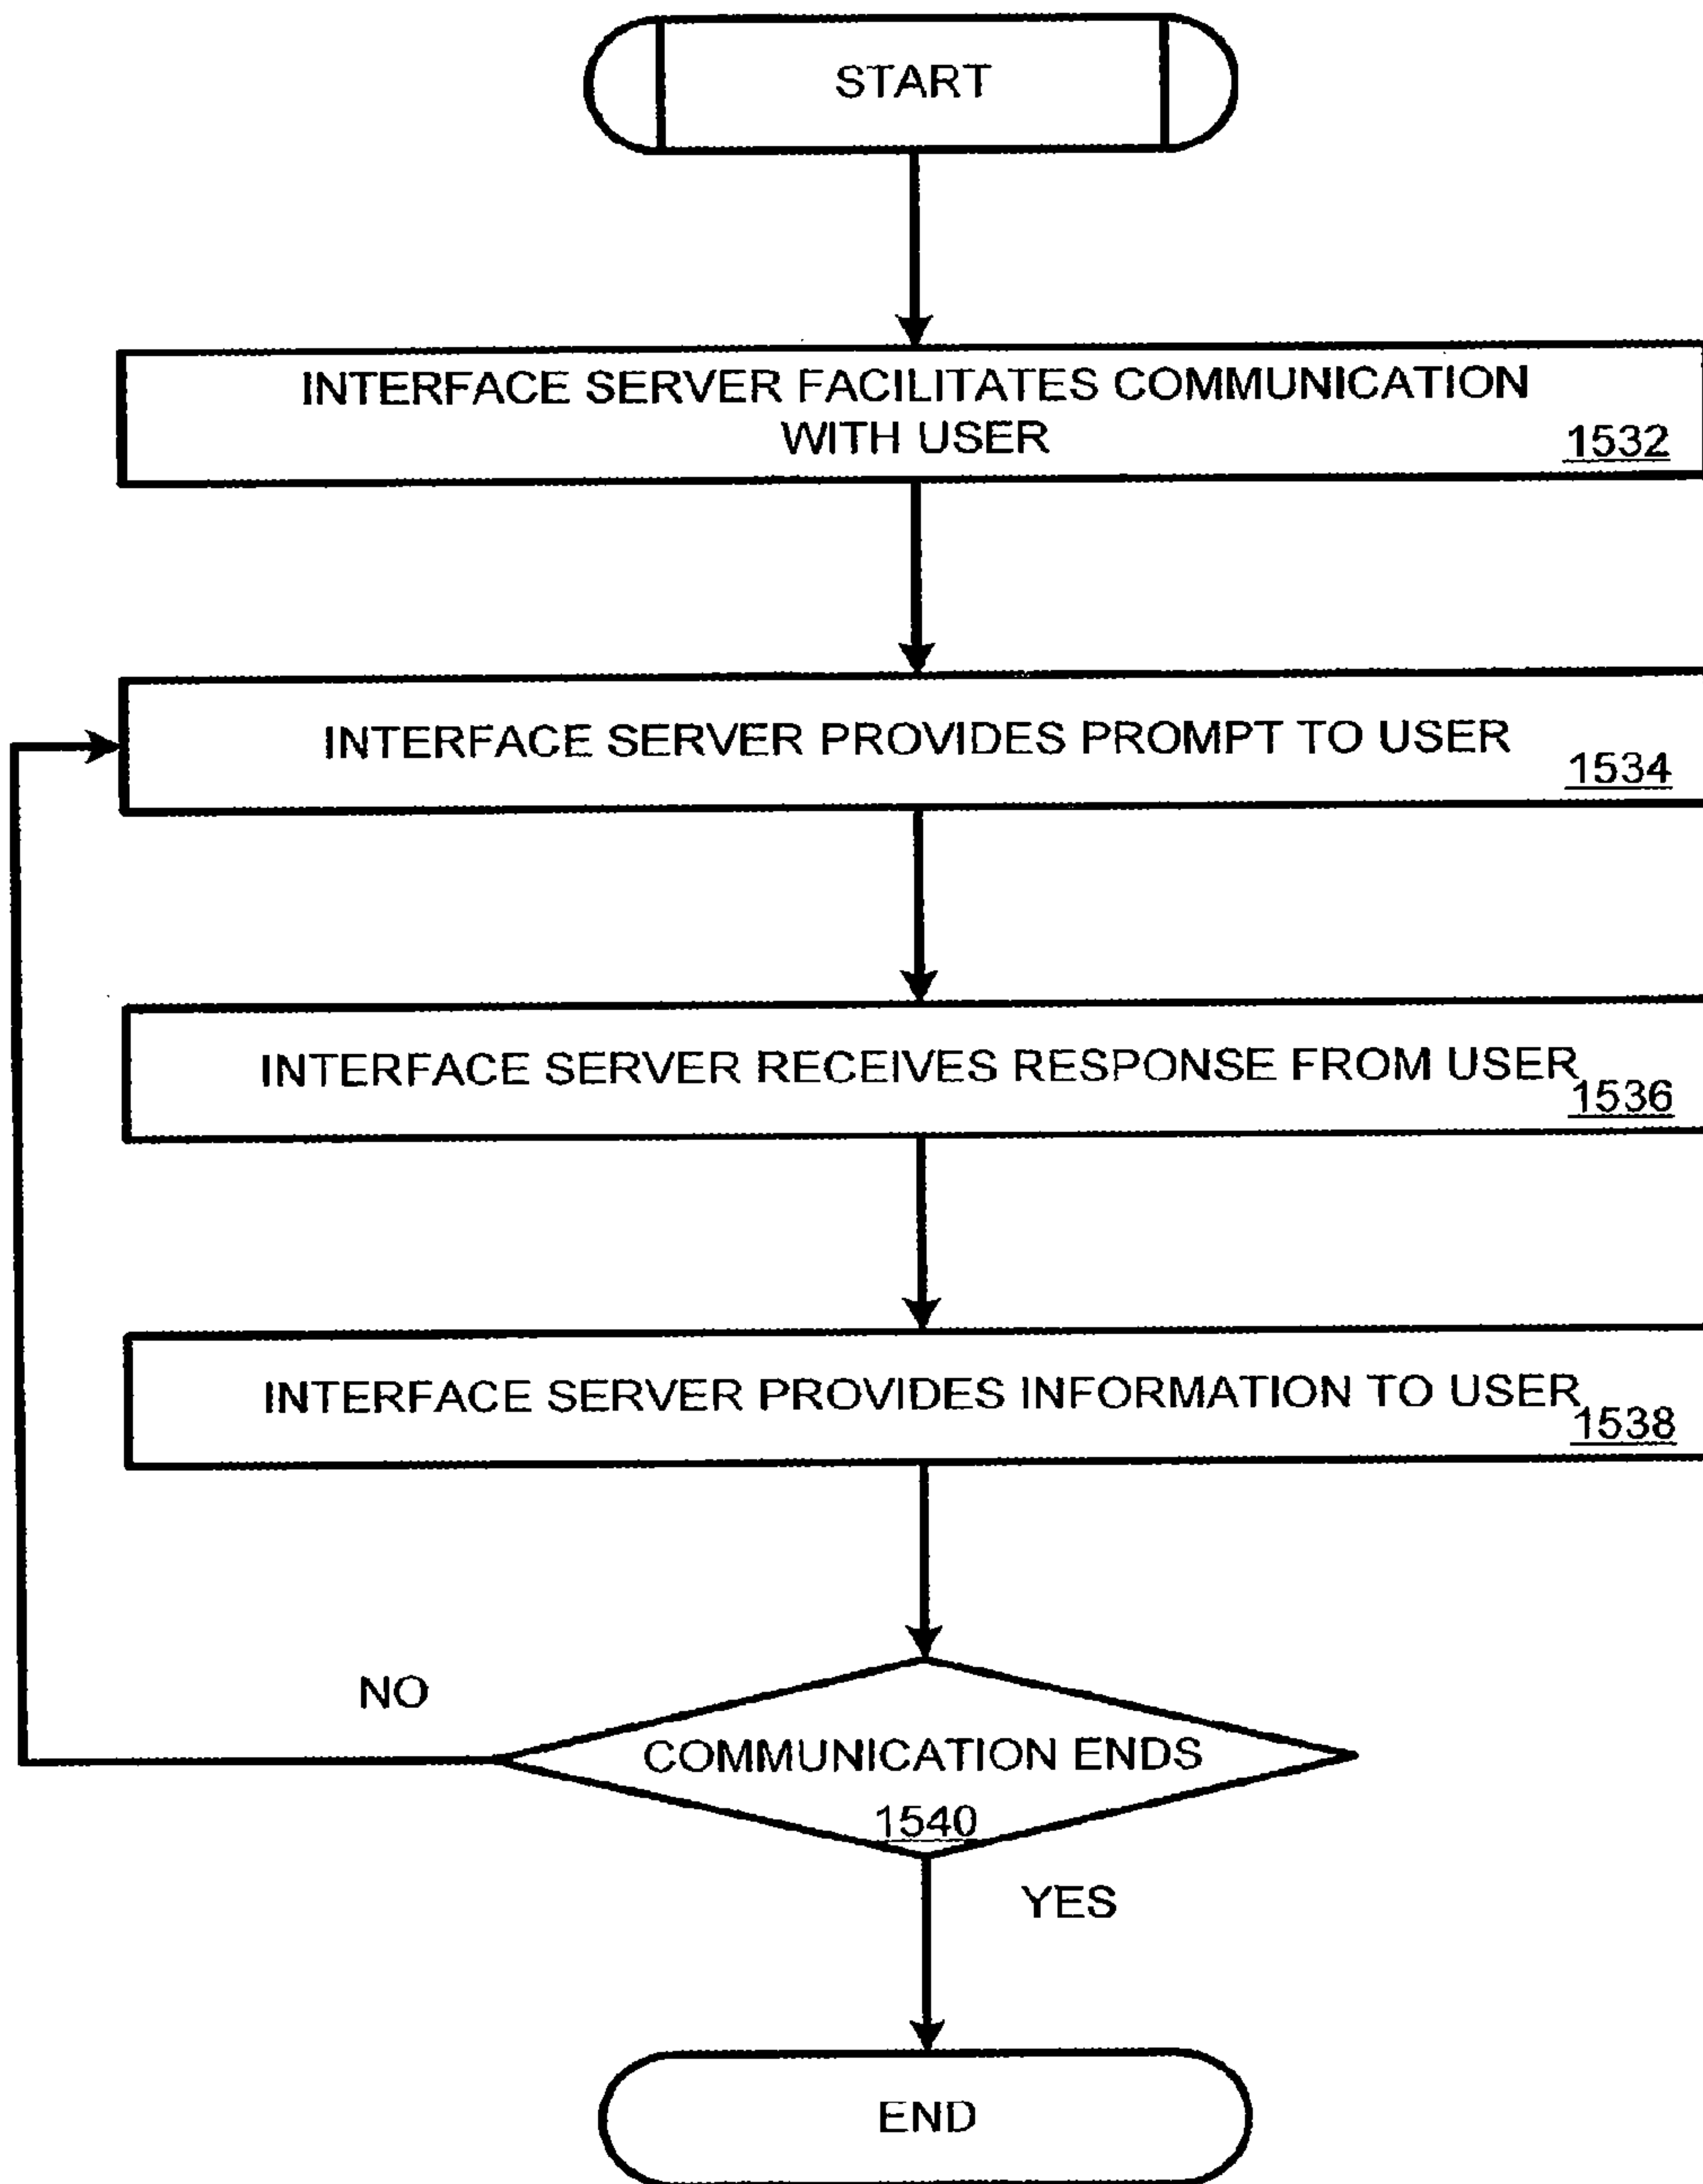 START
INTERFACE SERVER FACILITATES COMMUNICATION
WITH USER
1532
INTERFACE SERVER PROVIDES PROMPT TO USER
1534
INTERFACE SERVER RECEIVES RESPONSE FROM USER
1536
INTERFACE SERVER PROVIDES INFORMATION TO USER
1538
NO
COMMUNICATION ENDS
1540
YES
END